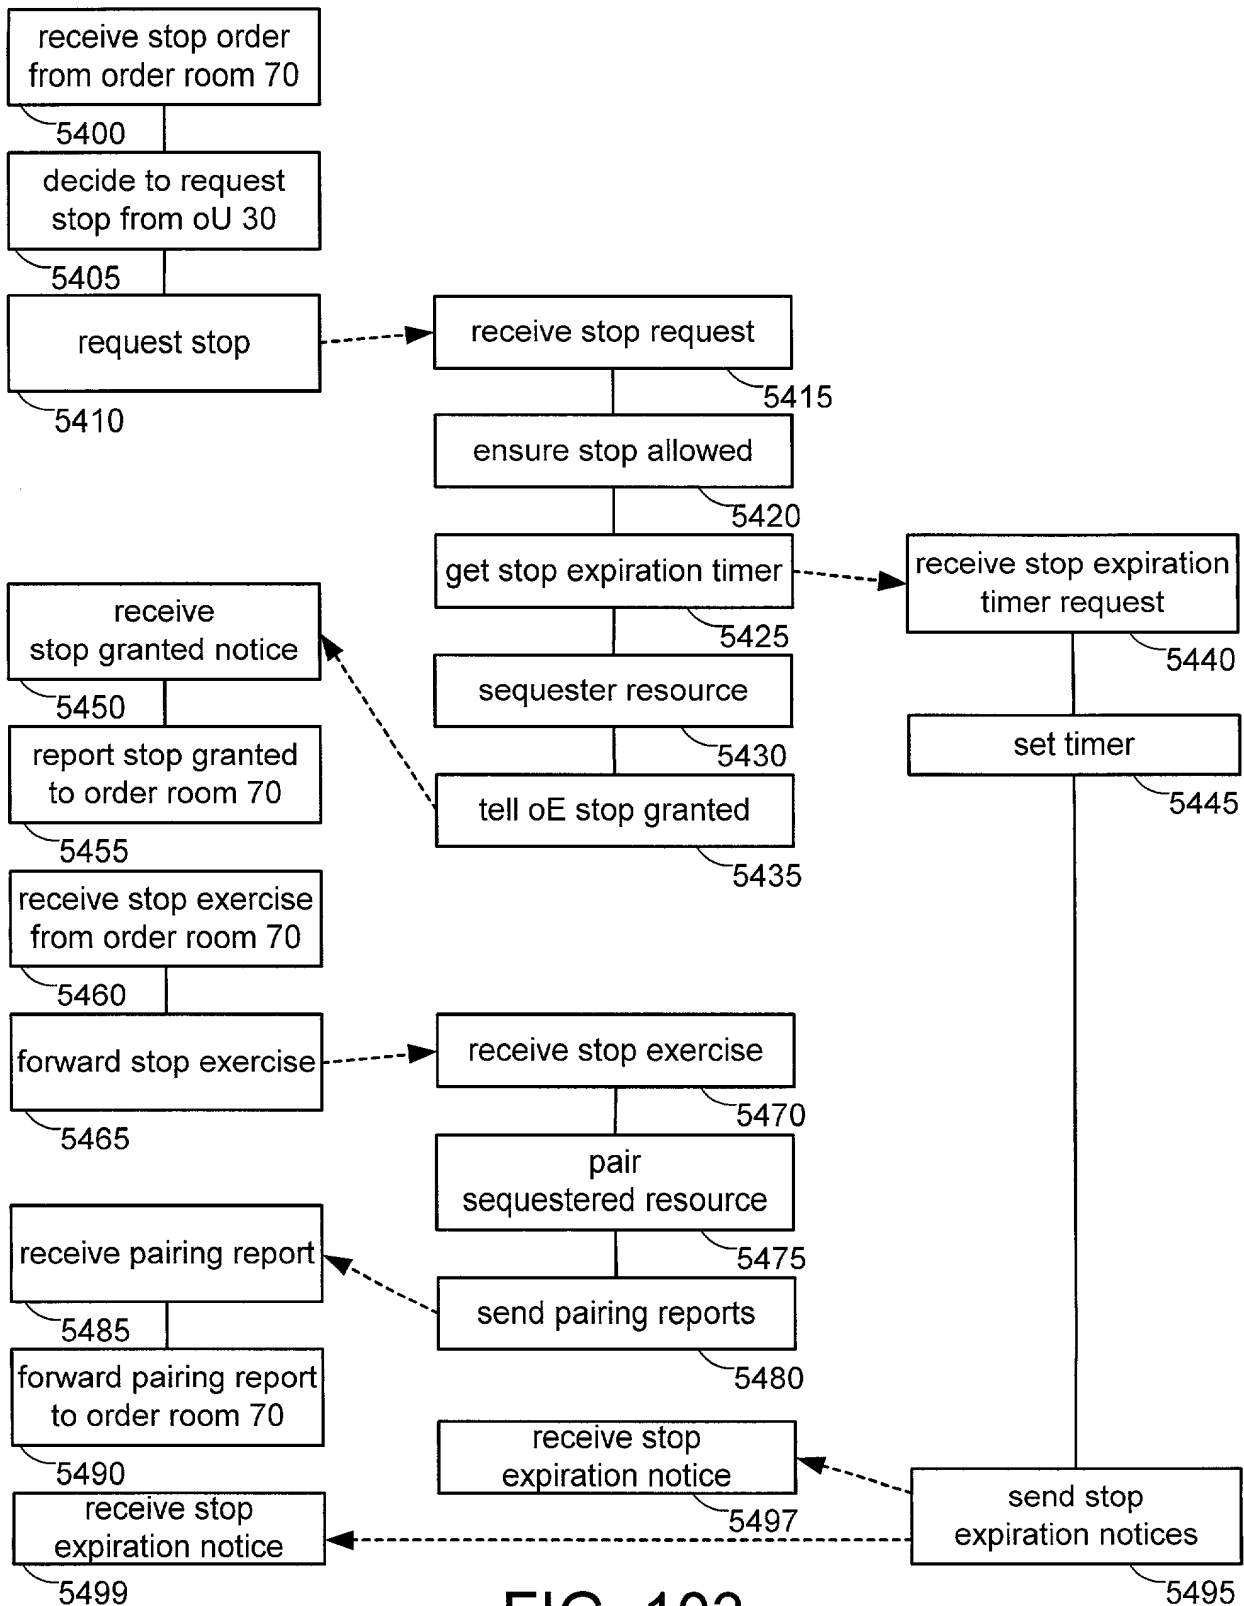 receive stop order
from order room 70
5400
decide to request
stop from oU 30
5405
request stop
5410
receive stop request
5415
ensure stop allowed
5420
get stop expiration timer
5425
receive stop expiration
timer request
5440
sequester resource
5430
set timer
5445
tell oE stop granted
5435
receive
stop granted notice
5450
report stop granted
to order room 70
5455
receive stop exercise
from order room 70
5460
forward stop exercise
5465
receive stop exercise
5470
pair
sequestered resource
5475
send pairing reports
5480
receive pairing report
5485
forward pairing report
to order room 70
5490
receive stop
expiration notice
5497
send stop
expiration notices
5495
receive stop
expiration notice
5499
FIG. 103